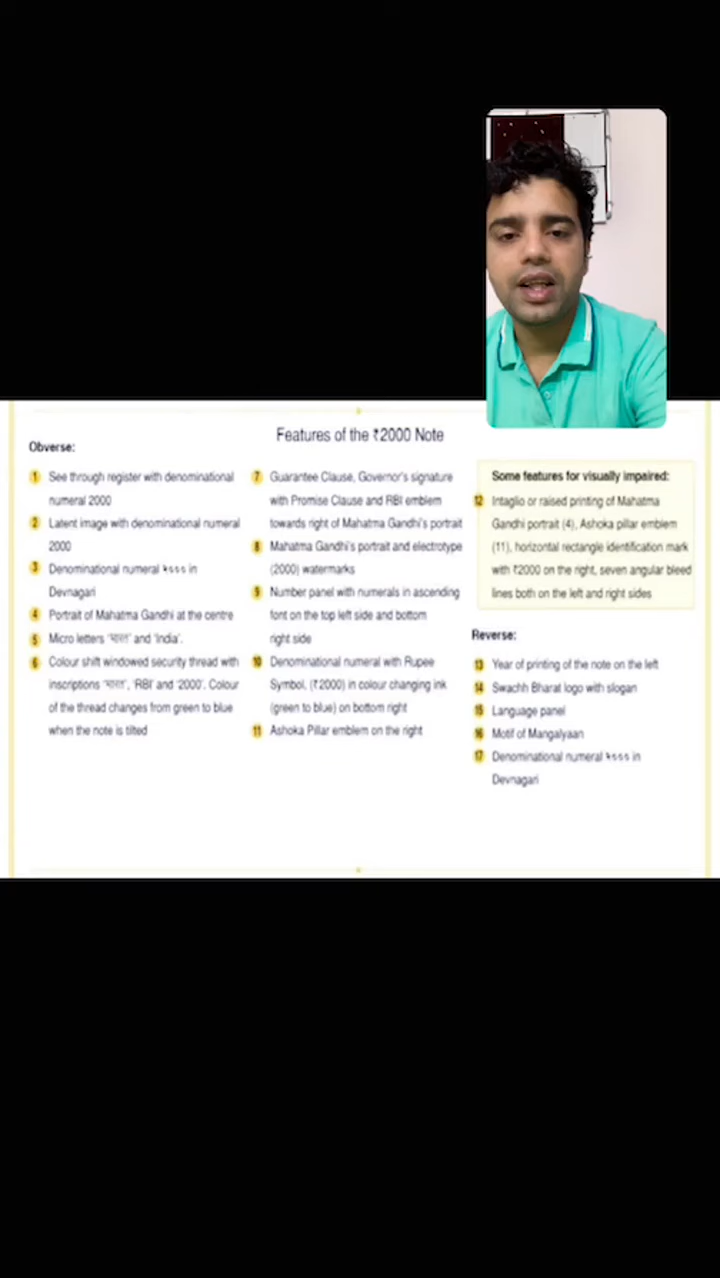 Features of the ₹2000 Note
Obverse:
1 See through register with denominational
numeral 2000
2 Latent image with denominational numeral
2000
3 Denominational numeral २००० in
Devnagari
4 Portrait of Mahatma Gandhi at the centre
5 Micro letters 'भारत' and 'India'.
6 Colour shift windowed security thread with
inscriptions 'भारत', 'RBI' and '2000'. Colour
of the thread changes from green to blue
when the note is tilted
7 Guarantee Clause, Governor's signature
with Promise Clause and RBI emblem
towards right of Mahatma Gandhi's portrait
8 Mahatma Gandhi's portrait and electrotype
(2000) watermarks
9 Number panel with numerals in ascending
font on the top left side and bottom
right side
10 Denominational numeral with Rupee
Symbol, (₹2000) in colour changing ink
(green to blue) on bottom right
11 Ashoka Pillar emblem on the right
Some features for visually impaired:
12 Intaglio or raised printing of Mahatma
Gandhi portrait (4), Ashoka pillar emblem
(11), horizontal rectangle identification mark
with ₹2000 on the right, seven angular bleed
lines both on the left and right sides
Reverse:
13 Year of printing of the note on the left
14 Swachh Bharat logo with slogan
15 Language panel
16 Motif of Mangalyaan
17 Denominational numeral २००० in
Devnagari